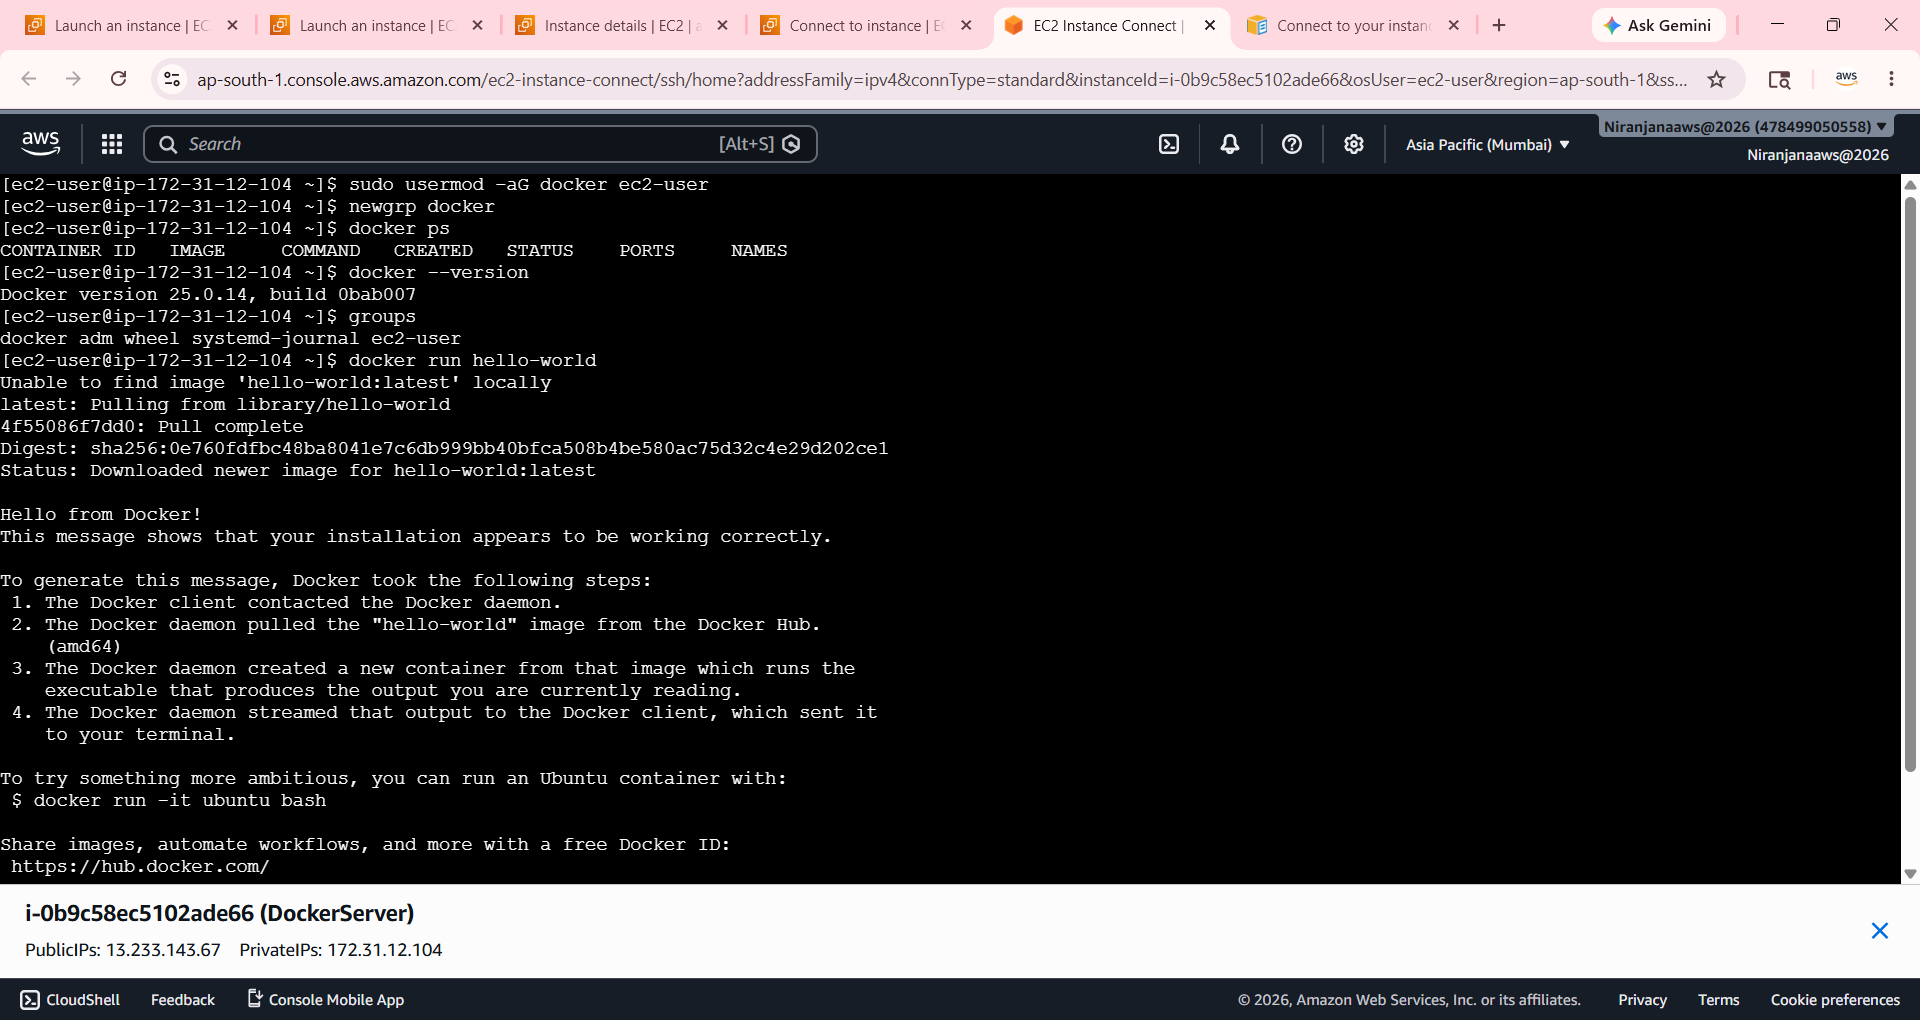 Launch an instance | EC
Launch an instance | EC
Instance details | EC2 | a
Connect to instance | E
EC2 Instance Connect |
Connect to your instan
Ask Gemini
ap-south-1.console.aws.amazon.com/ec2-instance-connect/ssh/home?addressFamily=ipv4&connType=standard&instanceId=i-0b9c58ec5102ade66&osUser=ec2-user&region=ap-south-1&ss...
aws
aws
Search
[Alt+S]
Asia Pacific (Mumbai)
Niranjanaaws@2026 (478499050558)
Niranjanaaws@2026
[ec2-user@ip-172-31-12-104 ~]$ sudo usermod -aG docker ec2-user
[ec2-user@ip-172-31-12-104 ~]$ newgrp docker
[ec2-user@ip-172-31-12-104 ~]$ docker ps
CONTAINER ID   IMAGE     COMMAND   CREATED   STATUS    PORTS     NAMES
[ec2-user@ip-172-31-12-104 ~]$ docker --version
Docker version 25.0.14, build 0bab007
[ec2-user@ip-172-31-12-104 ~]$ groups
docker adm wheel systemd-journal ec2-user
[ec2-user@ip-172-31-12-104 ~]$ docker run hello-world
Unable to find image 'hello-world:latest' locally
latest: Pulling from library/hello-world
4f55086f7dd0: Pull complete
Digest: sha256:0e760fdfbc48ba8041e7c6db999bb40bfca508b4be580ac75d32c4e29d202ce1
Status: Downloaded newer image for hello-world:latest
Hello from Docker!
This message shows that your installation appears to be working correctly.
To generate this message, Docker took the following steps:
1. The Docker client contacted the Docker daemon.
2. The Docker daemon pulled the "hello-world" image from the Docker Hub.
(amd64)
3. The Docker daemon created a new container from that image which runs the
executable that produces the output you are currently reading.
4. The Docker daemon streamed that output to the Docker client, which sent it
to your terminal.
To try something more ambitious, you can run an Ubuntu container with:
$ docker run -it ubuntu bash
Share images, automate workflows, and more with a free Docker ID:
https://hub.docker.com/
i-0b9c58ec5102ade66 (DockerServer)
PublicIPs: 13.233.143.67    PrivateIPs: 172.31.12.104
CloudShell
Feedback
Console Mobile App
© 2026, Amazon Web Services, Inc. or its affiliates.
Privacy
Terms
Cookie preferences